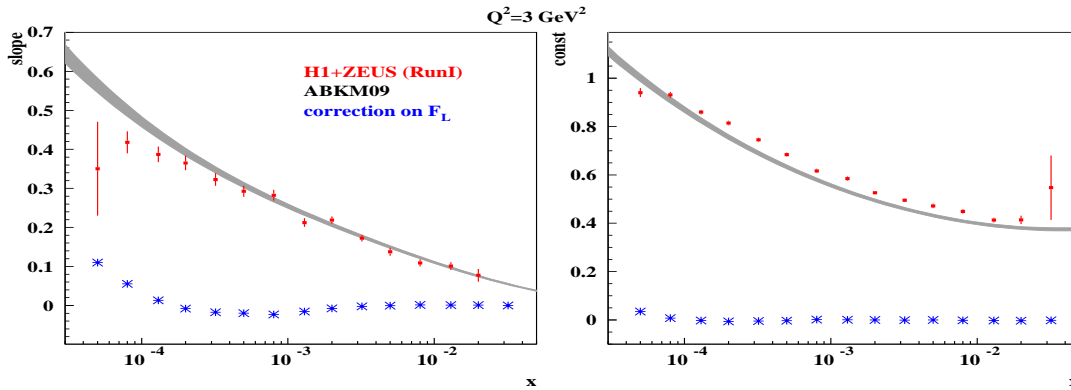 Q²=3 GeV²
slope
0.7
0.6
0.5
0.4
0.3
0.2
0.1
0
H1+ZEUS (RunI)
ABKM09
correction on F_L
10⁻⁴
10⁻³
10⁻²
x
const
1
0.8
0.6
0.4
0.2
0
10⁻⁴
10⁻³
10⁻²